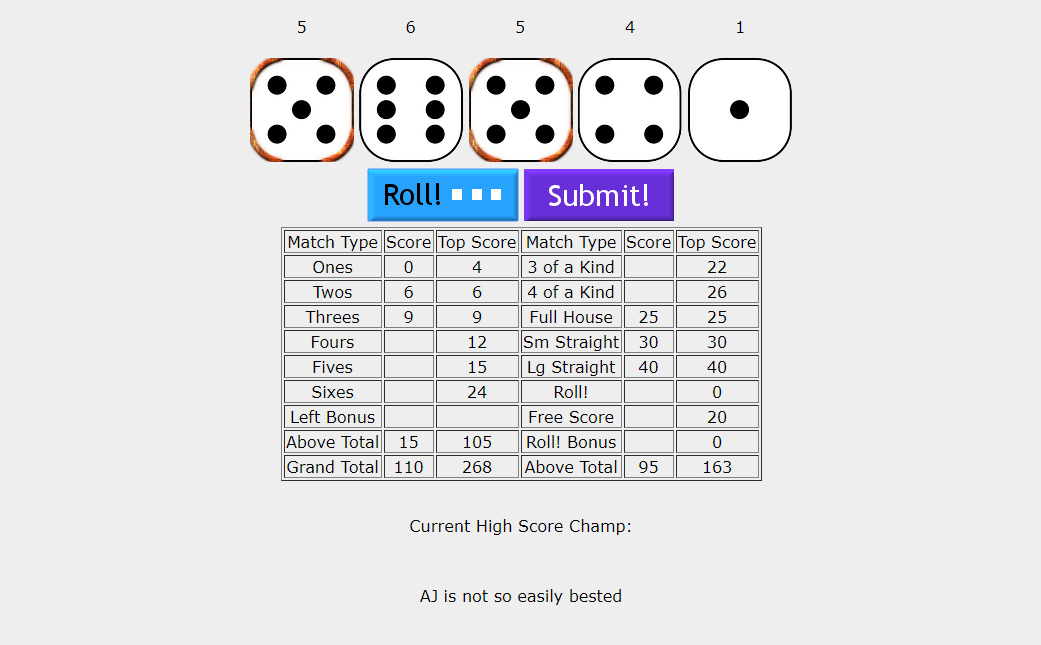 5 6 5 4 1
Roll! Submit!
Match Type Score Top Score Match Type Score Top Score
Ones 0 4 3 of a Kind 22
Twos 6 6 4 of a Kind 26
Threes 9 9 Full House 25 25
Fours 12 Sm Straight 30 30
Fives 15 Lg Straight 40 40
Sixes 24 Roll! 0
Left Bonus Free Score 20
Above Total 15 105 Roll! Bonus 0
Grand Total 110 268 Above Total 95 163
Current High Score Champ:
AJ is not so easily bested